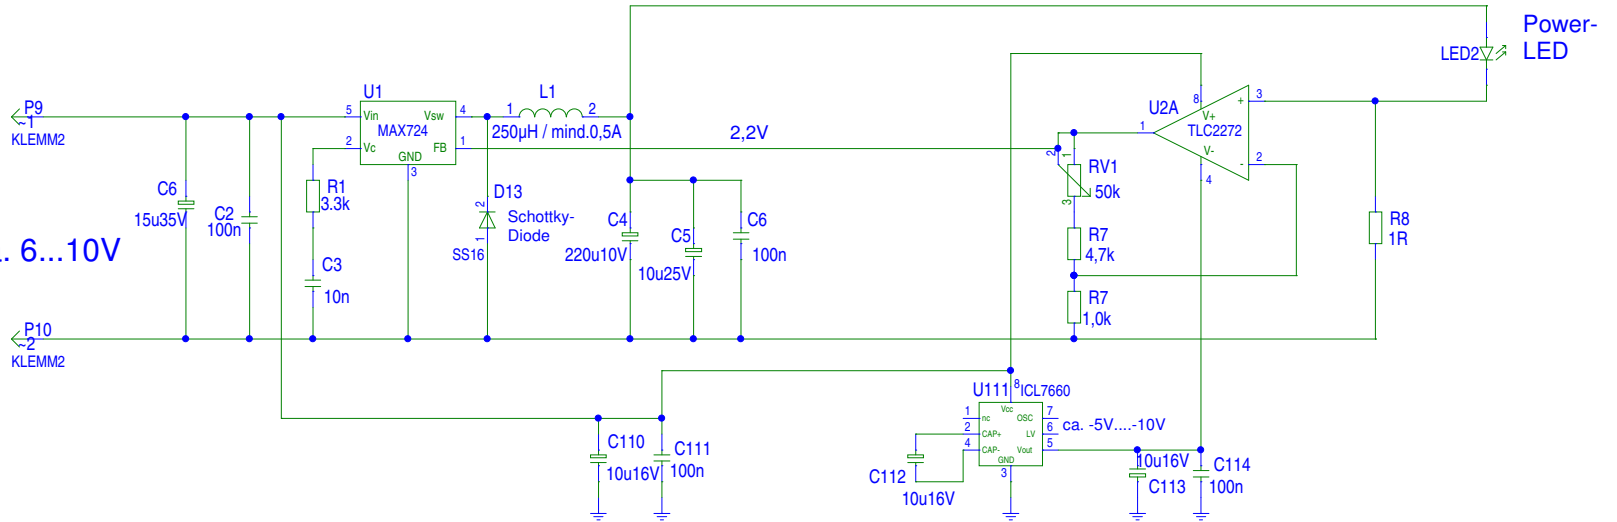 Power-
LED
LED2
P9
~1
KLEMM2
U1
5
Vin
Vsw
4
MAX724
2
Vc
FB
1
GND
3
L1
1
2
250µH / mind.0,5A
2,2V
U2A
8
V+
+
3
1
TLC2272
V-
-
2
4
2
1
RV1
50k
3
R1
3.3k
C6
15u35V
C2
100n
. 6...10V
C3
10n
D13
2
Schottky-
Diode
1
SS16
C4
220u10V
C5
10u25V
C6
100n
R7
4,7k
R7
1,0k
R8
1R
P10
~2
KLEMM2
U111
8
ICL7660
Vcc
1
nc
OSC
7
2
CAP+
LV
6
4
CAP-
Vout
5
GND
3
ca. -5V....-10V
C110
10u16V
C111
100n
C112
10u16V
10u16V
C113
C114
100n